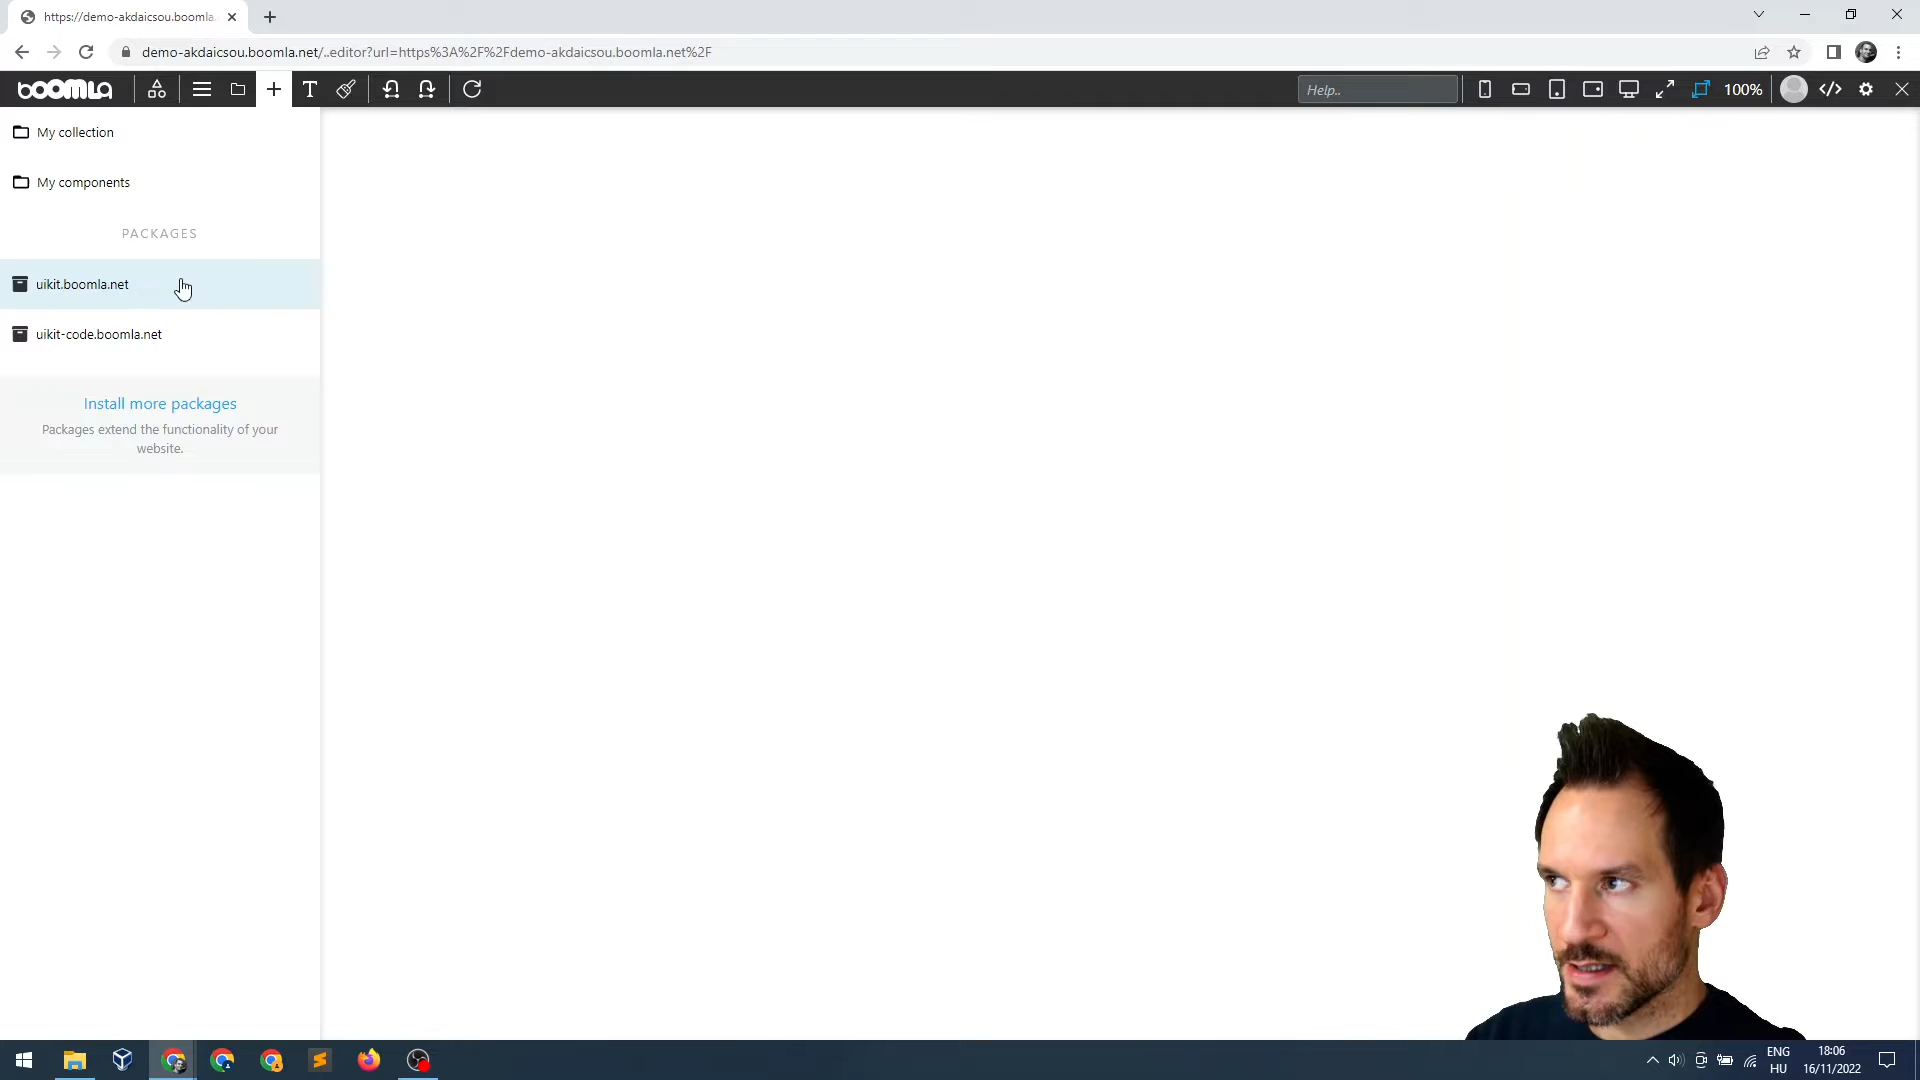 https://demo-akdaicsou.boomla.
demo-akdaicsou.boomla.net/..editor?url=https%3A%2F%2Fdemo-akdaicsou.boomla.net%2F
boomla
Help..
100%
My collection
My components
PACKAGES
uikit.boomla.net
uikit-code.boomla.net
Install more packages
Packages extend the functionality of your
website.
ENG
HU
18:06
16/11/2022